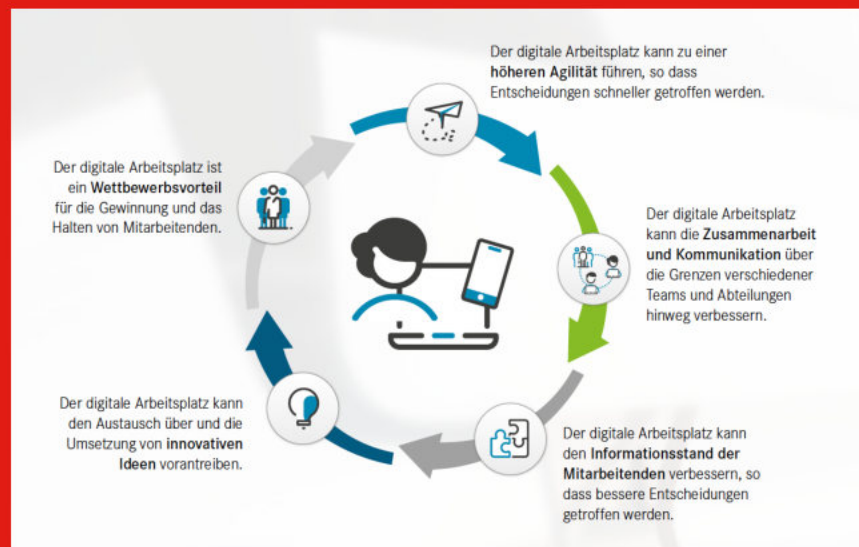 Der digitale Arbeitsplatz kann zu einer
höheren Agilität führen, so dass
Entscheidungen schneller getroffen werden.
Der digitale Arbeitsplatz
kann die Zusammenarbeit
und Kommunikation über
die Grenzen verschiedener
Teams und Abteilungen
hinweg verbessern.
Der digitale Arbeitsplatz kann
den Informationsstand der
Mitarbeitenden verbessern, so
dass bessere Entscheidungen
getroffen werden.
Der digitale Arbeitsplatz kann
den Austausch über und die
Umsetzung von innovativen
Ideen vorantreiben.
Der digitale Arbeitsplatz ist
ein Wettbewerbsvorteil
für die Gewinnung und das
Halten von Mitarbeitenden.